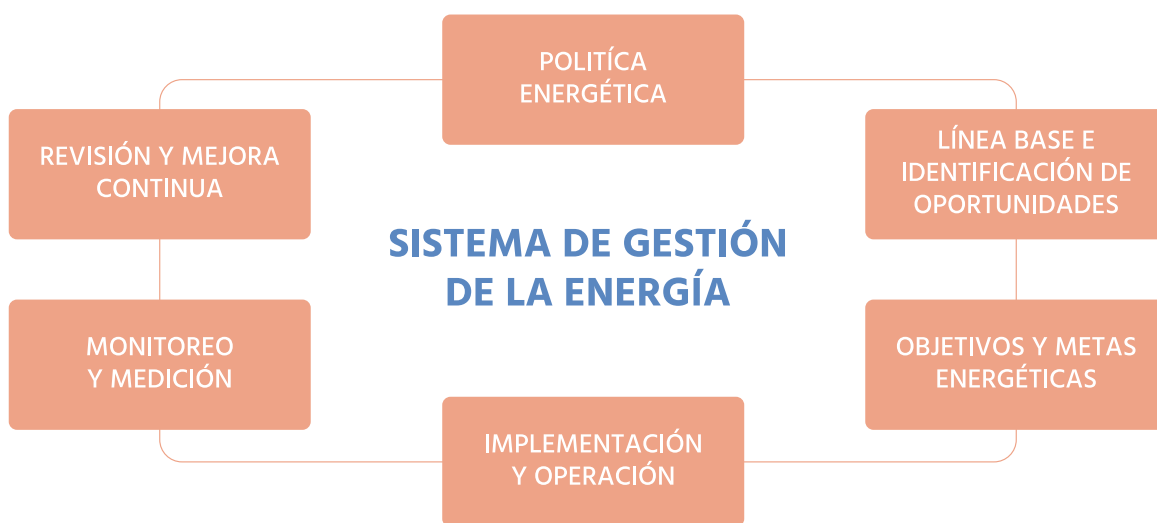 POLITÍCA
ENERGÉTICA
LÍNEA BASE E
IDENTIFICACIÓN DE
OPORTUNIDADES
REVISIÓN Y MEJORA
CONTINUA
SISTEMA DE GESTIÓN
DE LA ENERGÍA
MONITOREO
Y MEDICIÓN
OBJETIVOS Y METAS
ENERGÉTICAS
IMPLEMENTACIÓN
Y OPERACIÓN